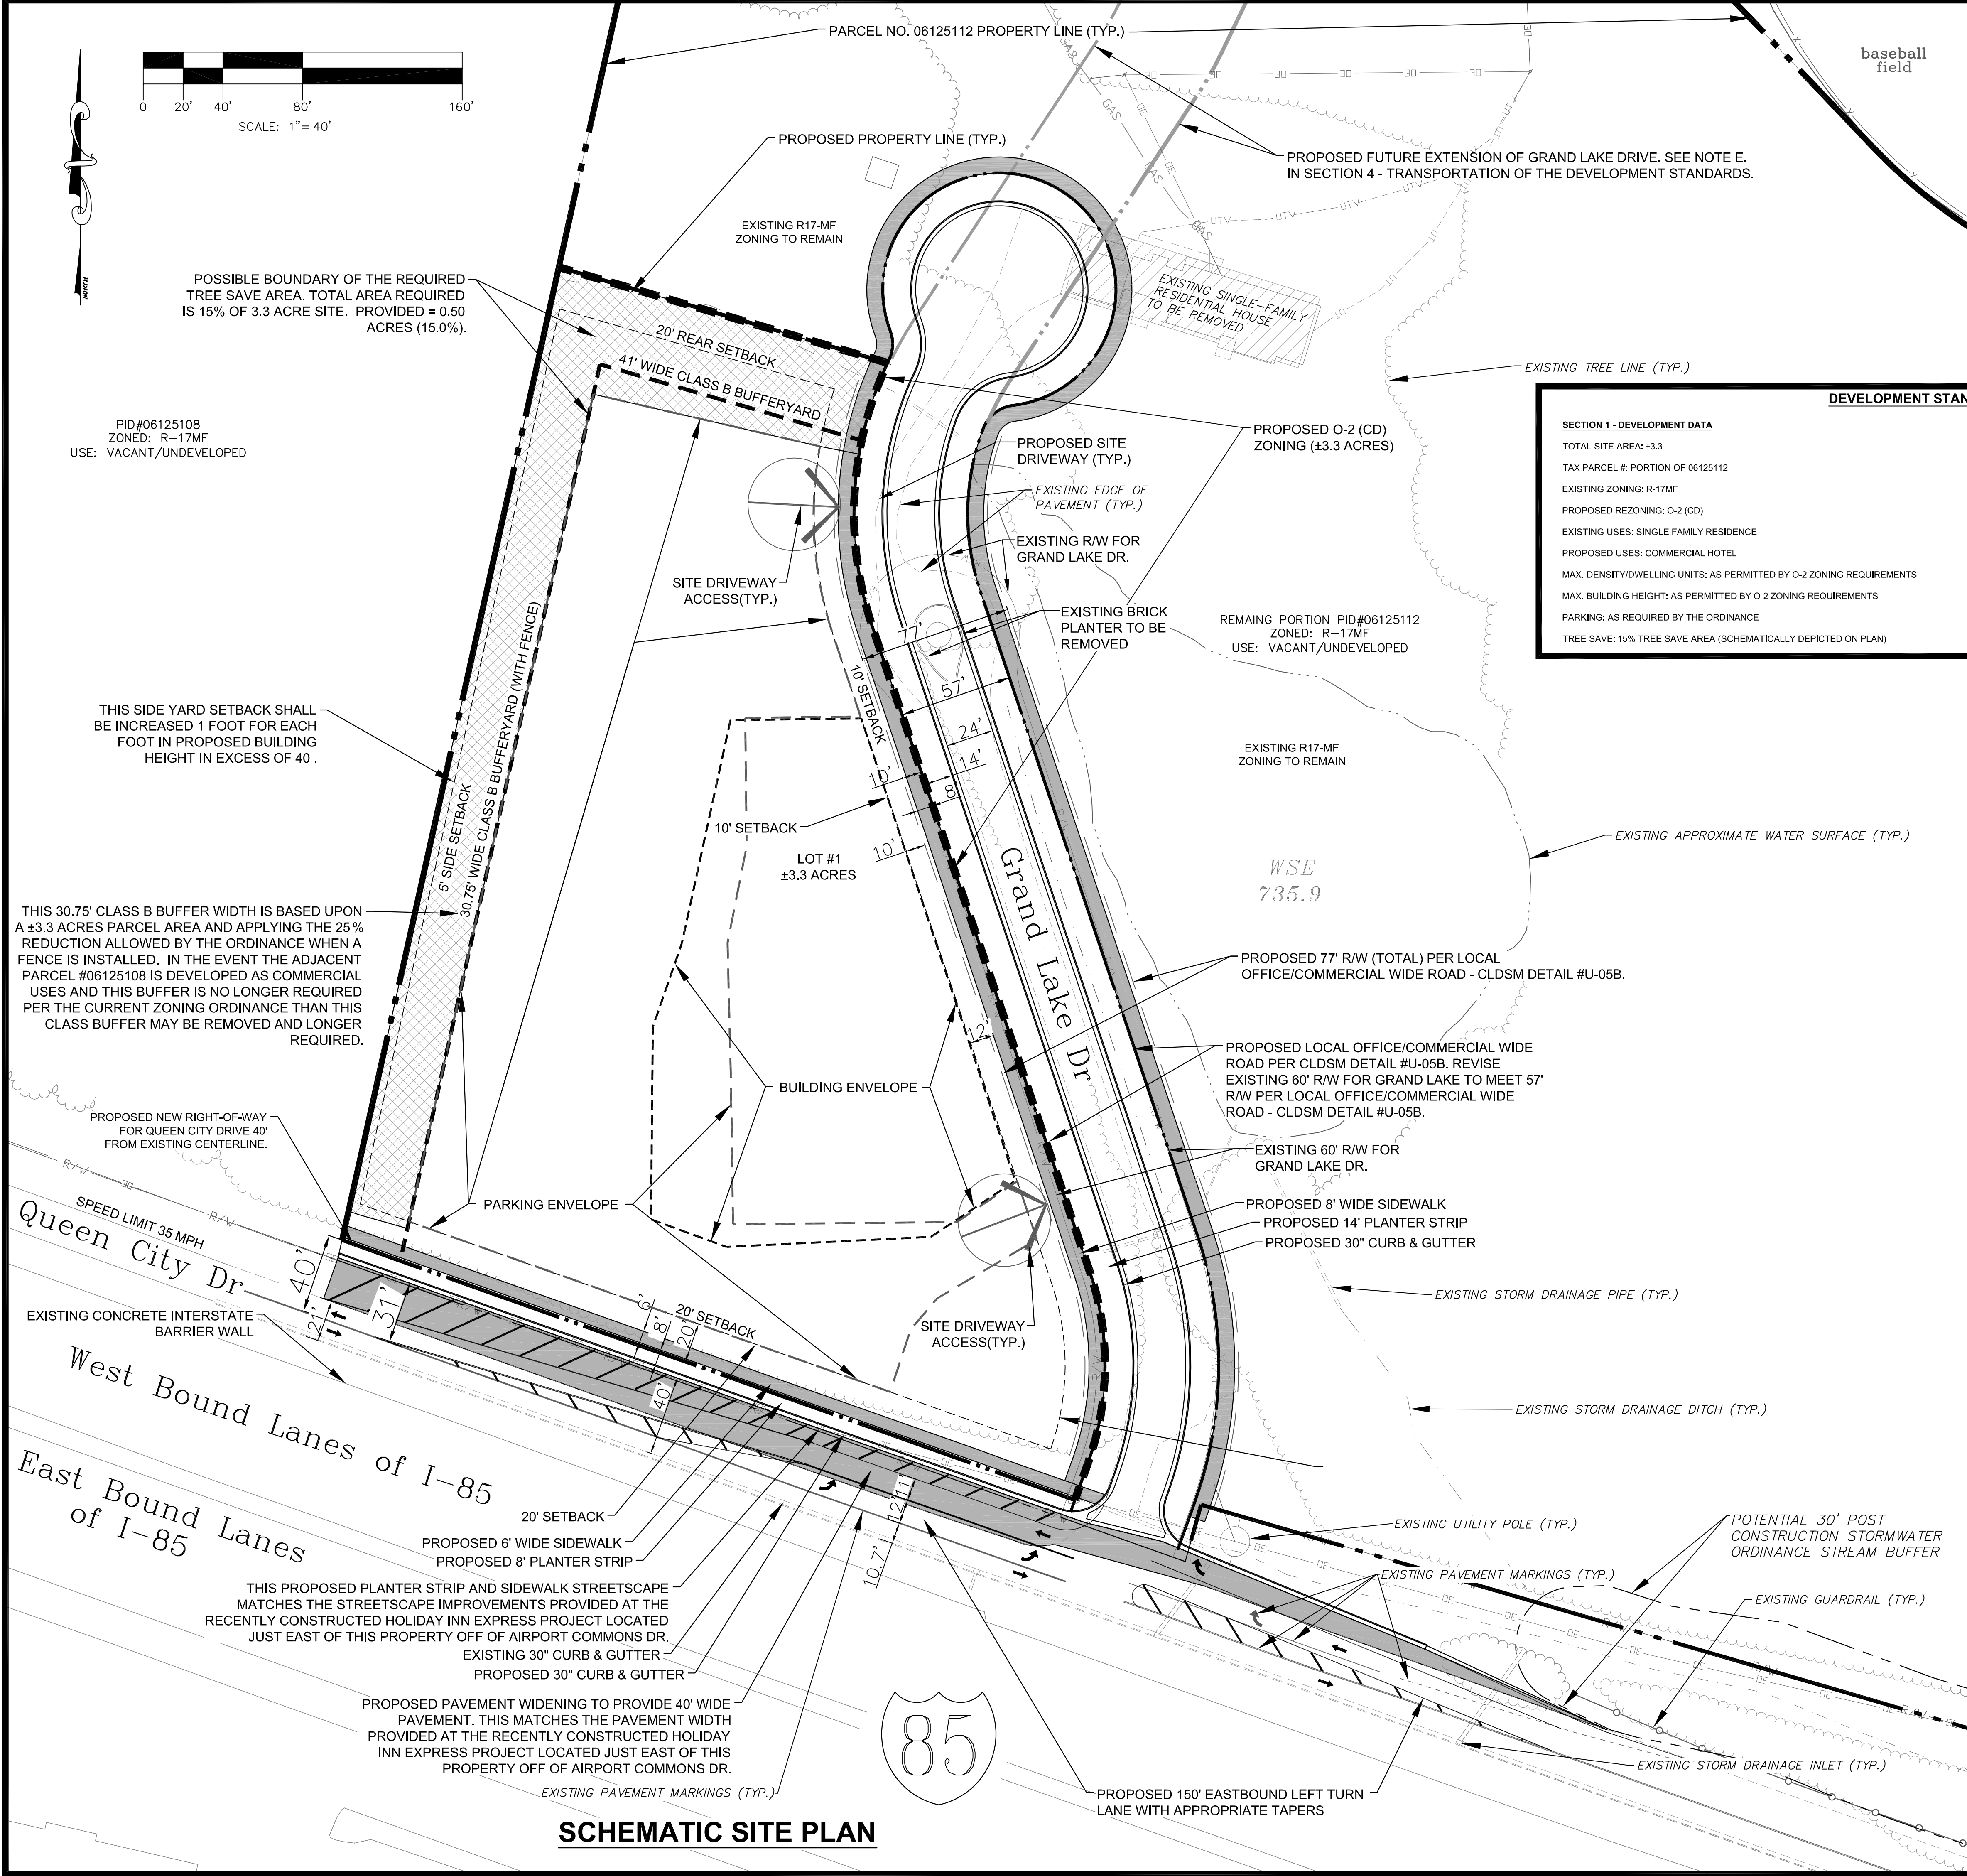 PARCEL NO. 06125112 PROPERTY LINE (TYP.)
baseball
field
0 20' 40' 80' 160'
SCALE: 1"= 40'
NORTH
PROPOSED PROPERTY LINE (TYP.)
PROPOSED FUTURE EXTENSION OF GRAND LAKE DRIVE. SEE NOTE E.
IN SECTION 4 - TRANSPORTATION OF THE DEVELOPMENT STANDARDS.
EXISTING R17-MF
ZONING TO REMAIN
POSSIBLE BOUNDARY OF THE REQUIRED
TREE SAVE AREA. TOTAL AREA REQUIRED
IS 15% OF 3.3 ACRE SITE. PROVIDED = 0.50
ACRES (15.0%).
20' REAR SETBACK
41' WIDE CLASS B BUFFERYARD
EXISTING SINGLE-FAMILY
RESIDENTIAL HOUSE
TO BE REMOVED
EXISTING TREE LINE (TYP.)
PID#06125108
ZONED: R-17MF
USE: VACANT/UNDEVELOPED
PROPOSED SITE
DRIVEWAY (TYP.)
PROPOSED O-2 (CD)
ZONING (±3.3 ACRES)
EXISTING EDGE OF
PAVEMENT (TYP.)
DEVELOPMENT STAN
SECTION 1 - DEVELOPMENT DATA
TOTAL SITE AREA: ±3.3
TAX PARCEL #: PORTION OF 06125112
EXISTING ZONING: R-17MF
PROPOSED REZONING: O-2 (CD)
EXISTING USES: SINGLE FAMILY RESIDENCE
PROPOSED USES: COMMERCIAL HOTEL
MAX. DENSITY/DWELLING UNITS: AS PERMITTED BY O-2 ZONING REQUIREMENTS
MAX. BUILDING HEIGHT; AS PERMITTED BY O-2 ZONING REQUIREMENTS
PARKING: AS REQUIRED BY THE ORDINANCE
TREE SAVE; 15% TREE SAVE AREA (SCHEMATICALLY DEPICTED ON PLAN)
EXISTING R/W FOR
GRAND LAKE DR.
SITE DRIVEWAY
ACCESS(TYP.)
EXISTING BRICK
PLANTER TO BE
REMOVED
REMAING PORTION PID#06125112
ZONED: R-17MF
USE: VACANT/UNDEVELOPED
77'
57'
24'
14'
8'
10'
10' SETBACK
THIS SIDE YARD SETBACK SHALL
BE INCREASED 1 FOOT FOR EACH
FOOT IN PROPOSED BUILDING
HEIGHT IN EXCESS OF 40 .
5' SIDE SETBACK
30.75' WIDE CLASS B BUFFERYARD (WITH FENCE)
EXISTING R17-MF
ZONING TO REMAIN
10' SETBACK
10'
LOT #1
±3.3 ACRES
EXISTING APPROXIMATE WATER SURFACE (TYP.)
WSE
735.9
Grand Lake Dr
THIS 30.75' CLASS B BUFFER WIDTH IS BASED UPON
A ±3.3 ACRES PARCEL AREA AND APPLYING THE 25%
REDUCTION ALLOWED BY THE ORDINANCE WHEN A
FENCE IS INSTALLED. IN THE EVENT THE ADJACENT
PARCEL #06125108 IS DEVELOPED AS COMMERCIAL
USES AND THIS BUFFER IS NO LONGER REQUIRED
PER THE CURRENT ZONING ORDINANCE THAN THIS
CLASS BUFFER MAY BE REMOVED AND LONGER
REQUIRED.
PROPOSED 77' R/W (TOTAL) PER LOCAL
OFFICE/COMMERCIAL WIDE ROAD - CLDSM DETAIL #U-05B.
12'
PROPOSED LOCAL OFFICE/COMMERCIAL WIDE
ROAD PER CLDSM DETAIL #U-05B. REVISE
EXISTING 60' R/W FOR GRAND LAKE TO MEET 57'
R/W PER LOCAL OFFICE/COMMERCIAL WIDE
ROAD - CLDSM DETAIL #U-05B.
BUILDING ENVELOPE
PROPOSED NEW RIGHT-OF-WAY
FOR QUEEN CITY DRIVE 40'
FROM EXISTING CENTERLINE.
EXISTING 60' R/W FOR
GRAND LAKE DR.
PARKING ENVELOPE
PROPOSED 8' WIDE SIDEWALK
PROPOSED 14' PLANTER STRIP
PROPOSED 30" CURB & GUTTER
SPEED LIMIT 35 MPH
Queen City Dr
40'
21'
31'
6'
8'
20'
20' SETBACK
40'
SITE DRIVEWAY
ACCESS(TYP.)
EXISTING STORM DRAINAGE PIPE (TYP.)
EXISTING CONCRETE INTERSTATE
BARRIER WALL
West Bound Lanes of I-85
East Bound Lanes
of I-85
EXISTING STORM DRAINAGE DITCH (TYP.)
20' SETBACK
PROPOSED 6' WIDE SIDEWALK
PROPOSED 8' PLANTER STRIP
11'
12'
10.7'
EXISTING UTILITY POLE (TYP.)
POTENTIAL 30' POST
CONSTRUCTION STORMWATER
ORDINANCE STREAM BUFFER
EXISTING PAVEMENT MARKINGS (TYP.)
EXISTING GUARDRAIL (TYP.)
THIS PROPOSED PLANTER STRIP AND SIDEWALK STREETSCAPE
MATCHES THE STREETSCAPE IMPROVEMENTS PROVIDED AT THE
RECENTLY CONSTRUCTED HOLIDAY INN EXPRESS PROJECT LOCATED
JUST EAST OF THIS PROPERTY OFF OF AIRPORT COMMONS DR.
EXISTING 30" CURB & GUTTER
PROPOSED 30" CURB & GUTTER
PROPOSED PAVEMENT WIDENING TO PROVIDE 40' WIDE
PAVEMENT. THIS MATCHES THE PAVEMENT WIDTH
PROVIDED AT THE RECENTLY CONSTRUCTED HOLIDAY
INN EXPRESS PROJECT LOCATED JUST EAST OF THIS
PROPERTY OFF OF AIRPORT COMMONS DR.
EXISTING PAVEMENT MARKINGS (TYP.)
85
EXISTING STORM DRAINAGE INLET (TYP.)
PROPOSED 150' EASTBOUND LEFT TURN
LANE WITH APPROPRIATE TAPERS
SCHEMATIC SITE PLAN